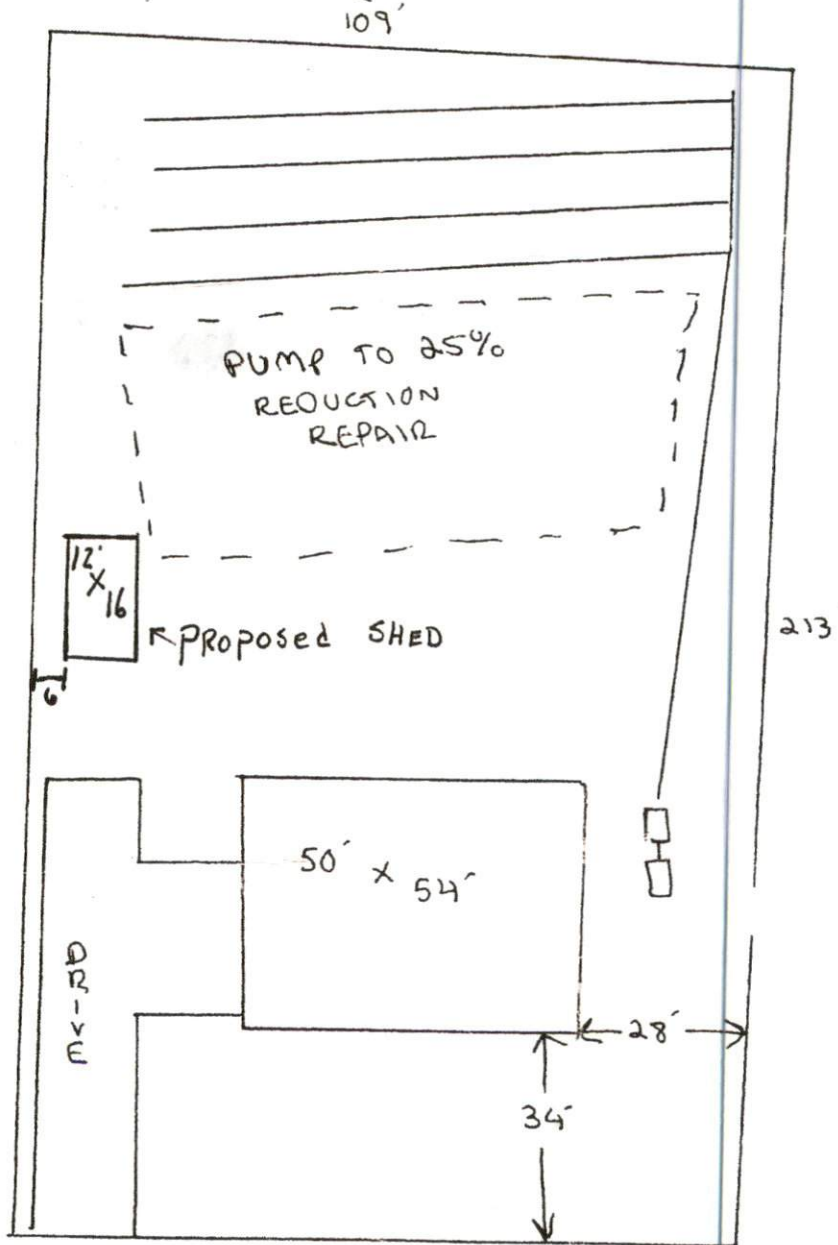 109'
PUMP TO 25%
REDUCTION
REPAIR
12' X 16
PROPOSED SHED
6'
213
50' X 54'
DRIVE
28'
34'